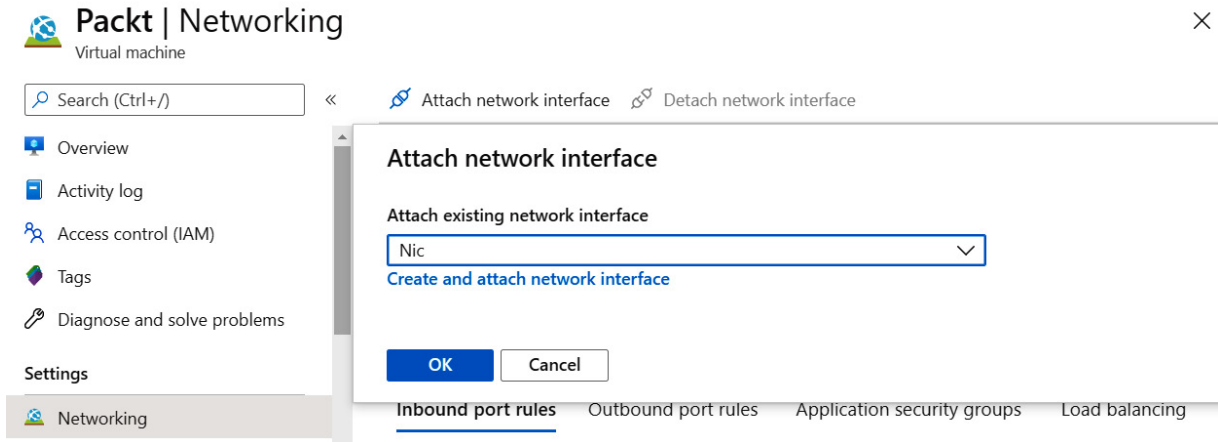 Packt | Networking
Virtual machine
Search (Ctrl+/)
«
Overview
Activity log
Access control (IAM)
Tags
Diagnose and solve problems
Settings
Networking
Attach network interface
Detach network interface
Attach network interface
Attach existing network interface
Nic
Create and attach network interface
OK
Cancel
Inbound port rules
Outbound port rules
Application security groups
Load balancing